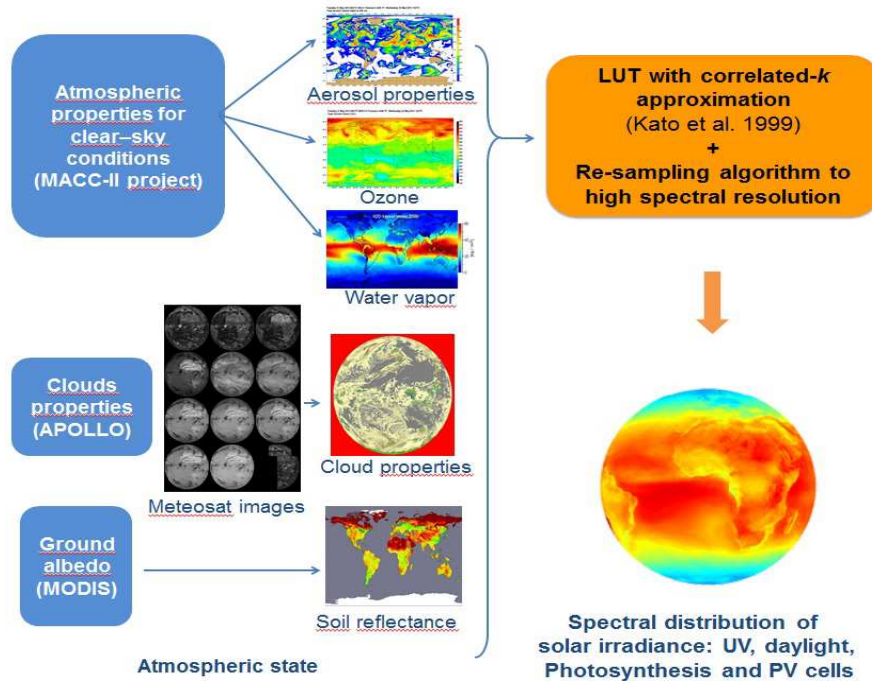 Atmospheric
properties for
clear–sky
conditions
(MACC-II project)
Aerosol properties
Ozone
Water vapor
Clouds
properties
(APOLLO)
Meteosat images
Cloud properties
Ground
albedo
(MODIS)
Soil reflectance
Atmospheric state
LUT with correlated-k
approximation
(Kato et al. 1999)
+
Re-sampling algorithm to
high spectral resolution
Spectral distribution of
solar irradiance: UV, daylight,
Photosynthesis and PV cells